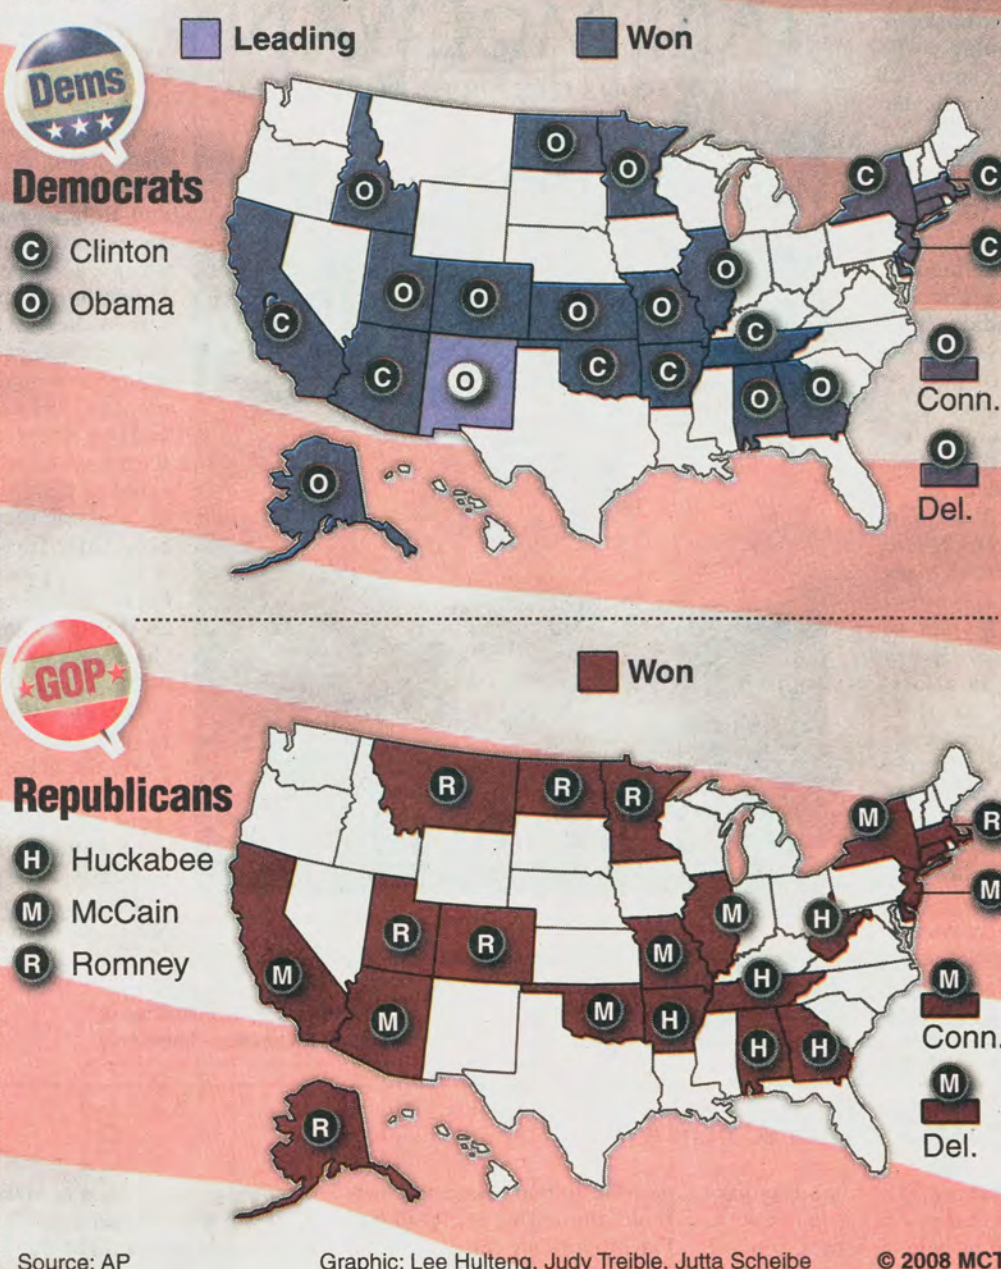 Leading
Won
Dems
Democrats
C Clinton
O Obama
O
O
C
C
O
C
O
O
O
O
O
C
C
O
C
C
C
O
O
O
O
Conn.
O
Del.
GOP
Won
Republicans
H Huckabee
M McCain
R Romney
R
R
R
M
R
M
R
R
M
M
H
M
M
M
H
H
H
H
M
Conn.
R
M
Del.
Source: AP
Graphic: Lee Hulteng, Judy Treible, Jutta Scheibe
© 2008 MCT